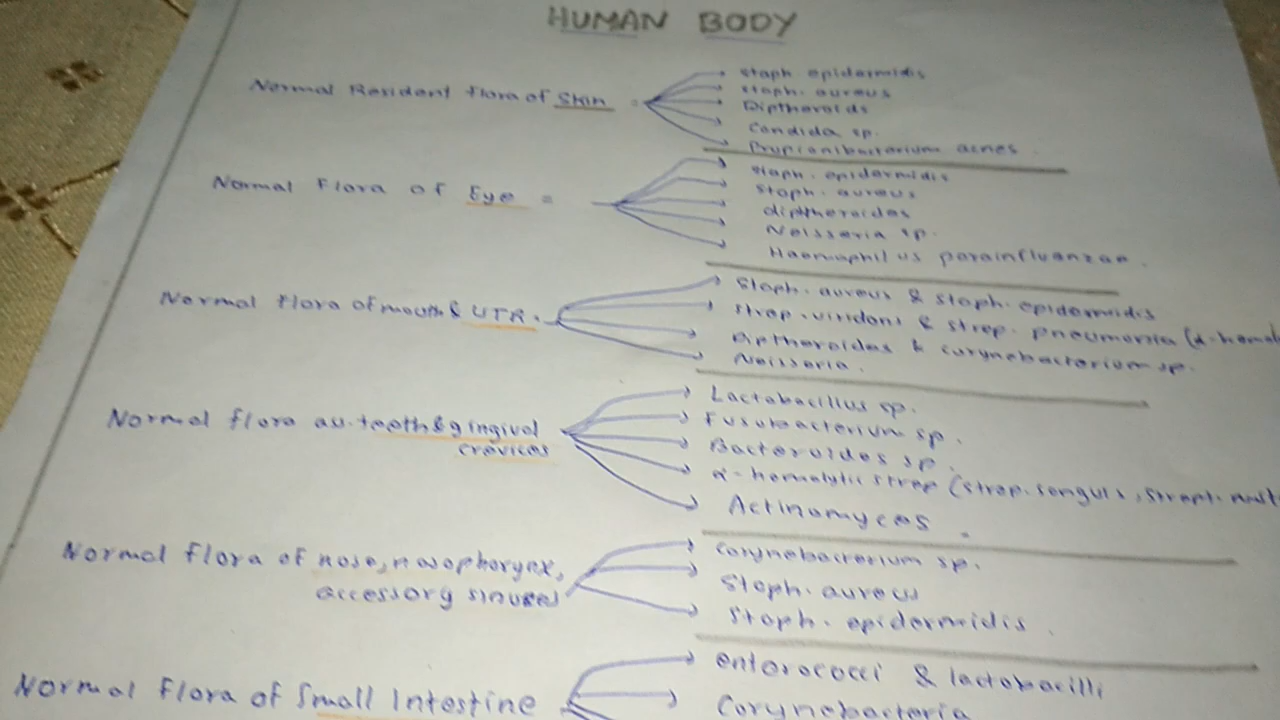 HUMAN BODY
Normal Resident flora of Skin =
Staph. epidermidis
Staph. aureus
Diptheroids
Candida sp.
Propionibacterium acnes.
Normal Flora of Eye =
Staph. epidermidis
Staph. aureus
diptheroides
Neisseria sp.
Haemophilus parainfluenzae.
Normal flora of mouth & UTR.
Staph. aureus & Staph. epidermidis
Strep. viridans & Strep. pneumonia (α-hemol
Diptheroides & corynebacterium sp.
Neisseria.
Normal flora au. teeth & gingival
crevices
Lactobacillus sp.
Fusobacterium sp.
Bacteroides sp.
α-hemolytic strep (Strep. sanguis, Strept. mut
Actinomyces.
Normal flora of nose, nasopharynx,
accessory sinuses
Corynebacterium sp.
Staph. aureus
Staph. epidermidis.
Normal flora of Small Intestine
enterococci & lactobacilli
Corynebacteria